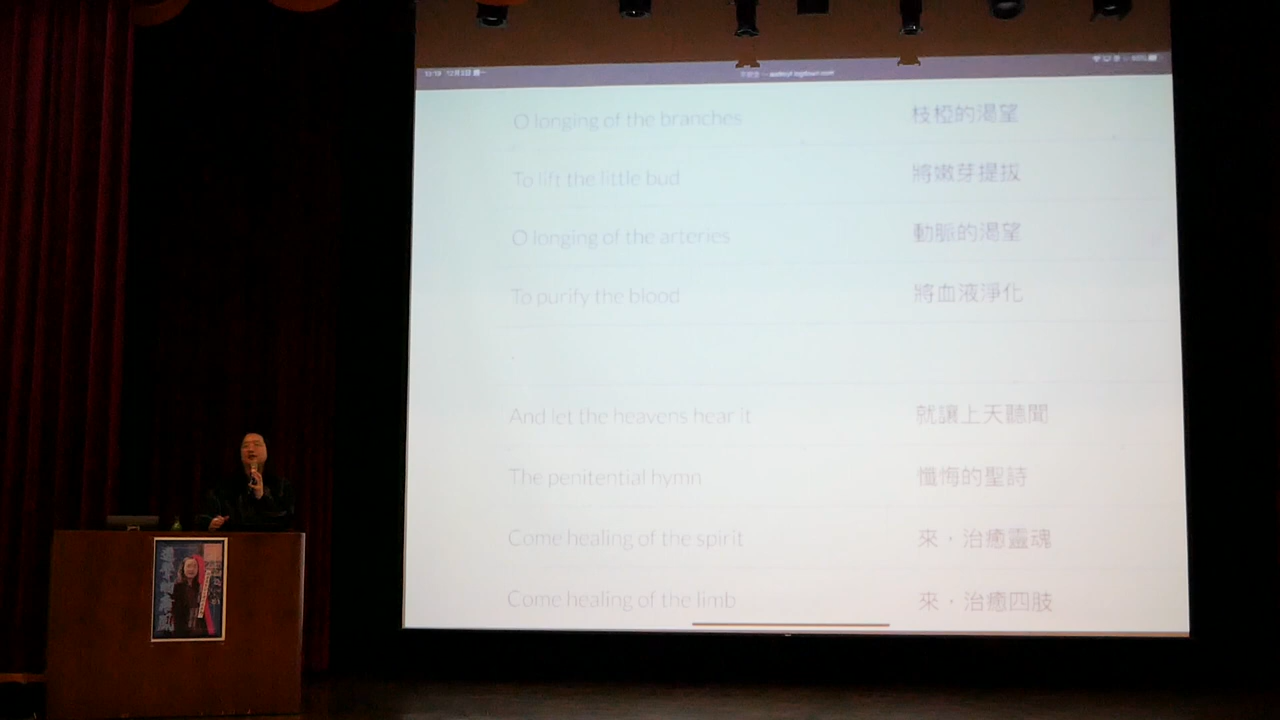 O longing of the branches 枝椏的渴望
To lift the little bud 將嫩芽提拔
O longing of the arteries 動脈的渴望
To purify the blood 將血液淨化
And let the heavens hear it 就讓上天聽聞
The penitential hymn 懺悔的聖詩
Come healing of the spirit 來，治癒靈魂
Come healing of the limb 來，治癒四肢